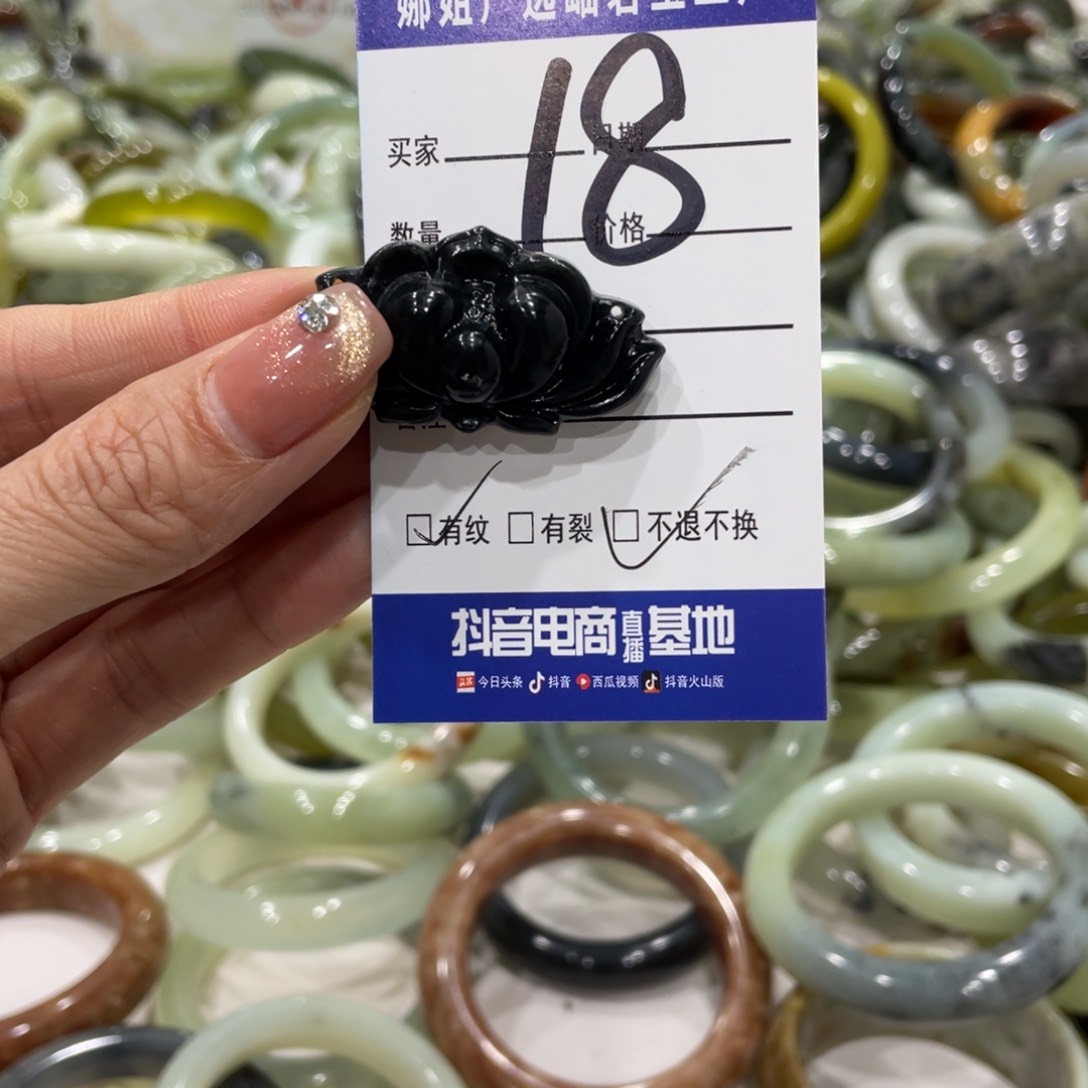 18
买家 日期
数量 价格
有纹 有裂 不退不换
抖音电商直播基地
头条 今日头条 抖音 西瓜视频 抖音火山版